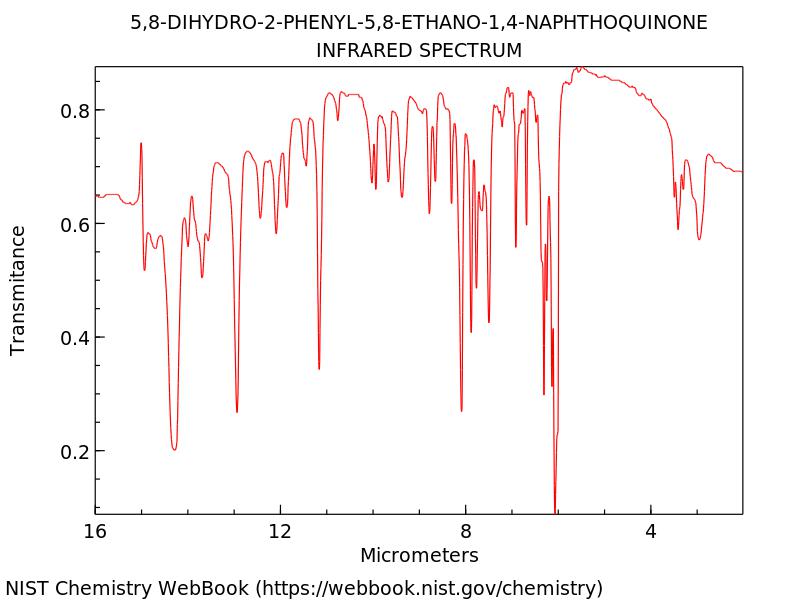 5,8-DIHYDRO-2-PHENYL-5,8-ETHANO-1,4-NAPHTHOQUINONE
INFRARED SPECTRUM
0.8
0.6
0.4
0.2
Transmitance
16 12 8 4
Micrometers
NIST Chemistry WebBook (https://webbook.nist.gov/chemistry)